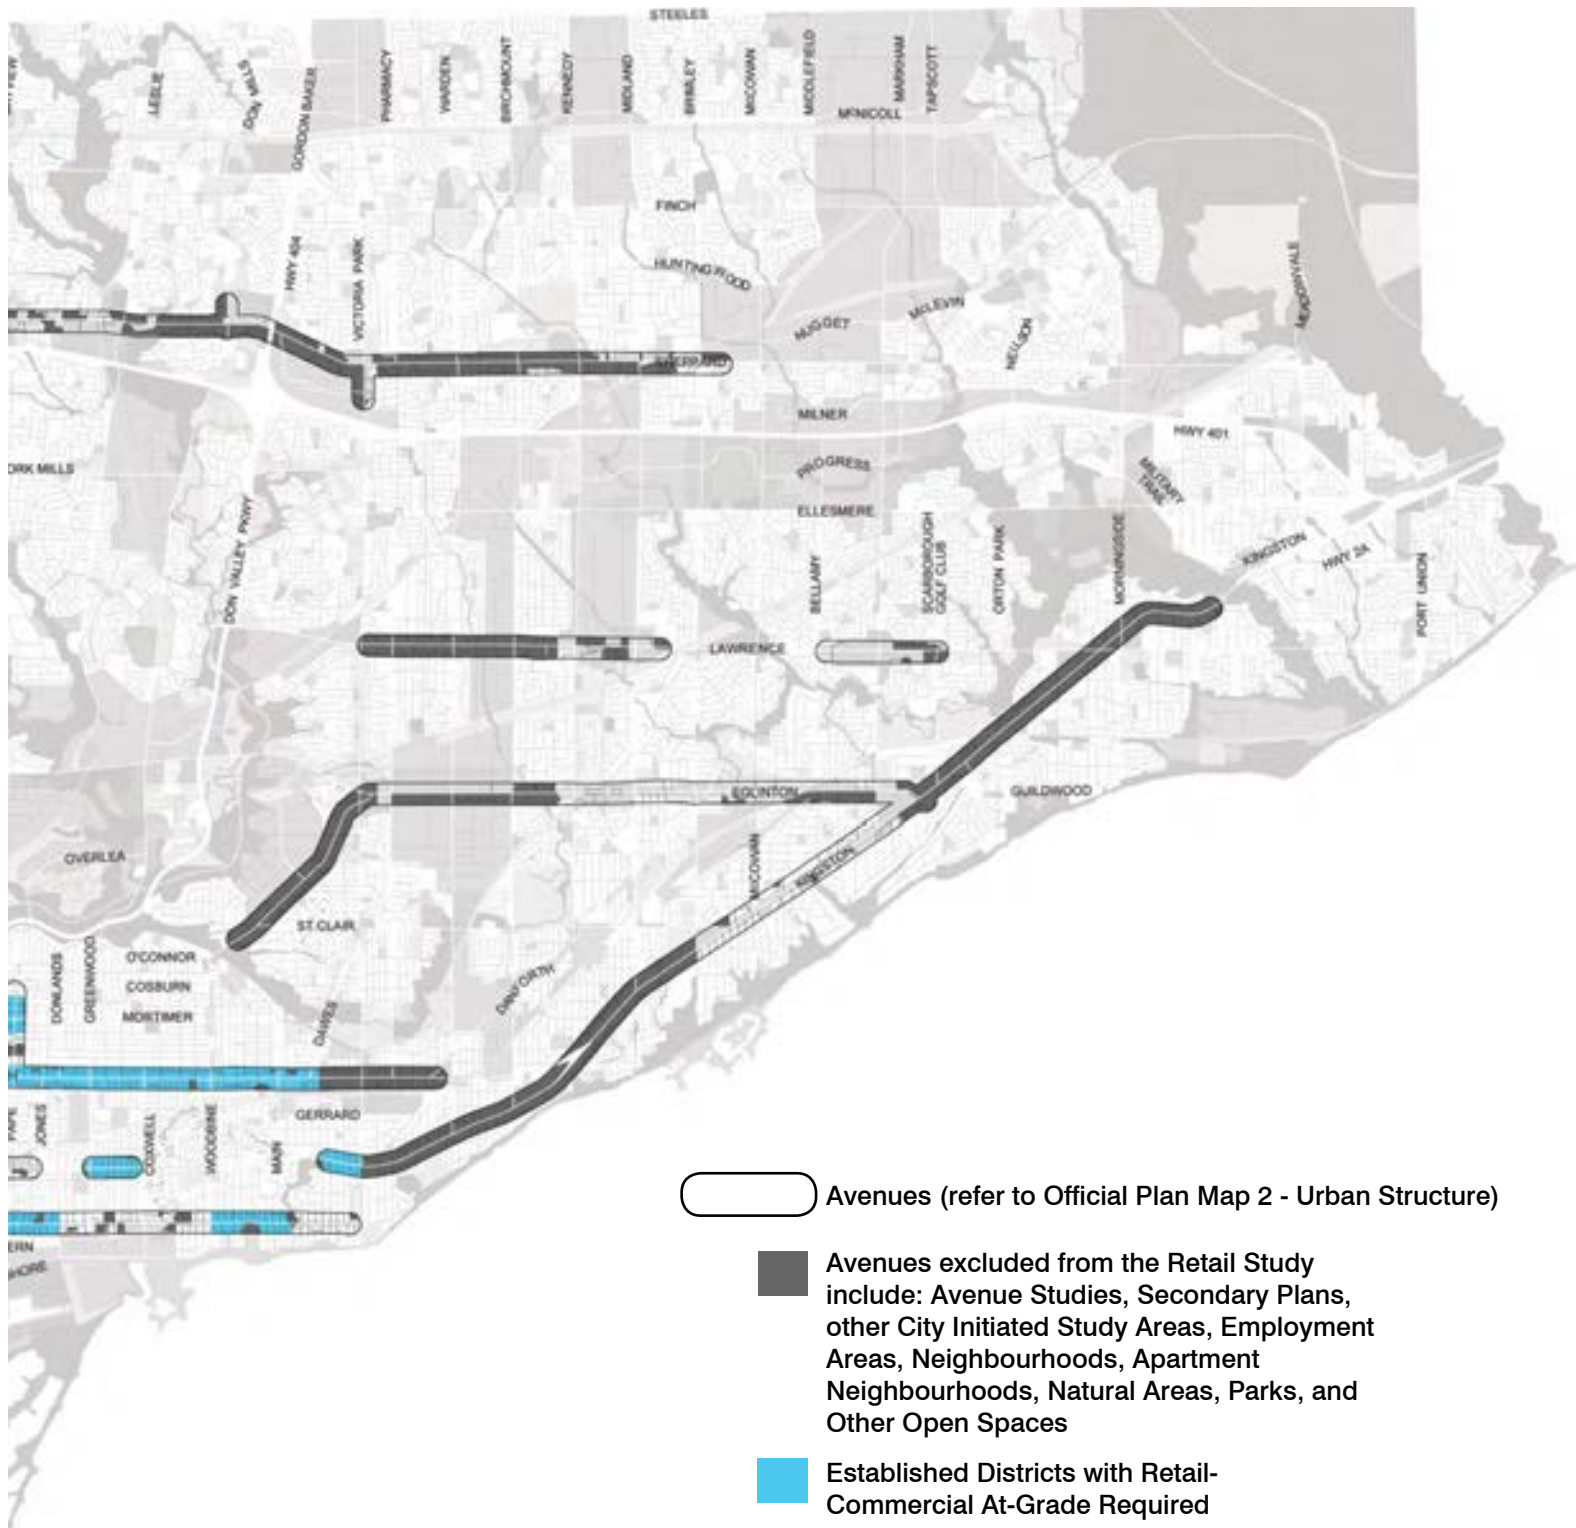 STEELES
LESLIE
DON MILLS
GORDON BAKER
PHARMACY
WARDEN
BIRCHMOUNT
KENNEDY
MIDLAND
BRIMLEY
McCOWAN
MIDDLEFIELD
MARKHAM
TAPSCOTT
McNICOLL
FINCH
HWY 404
VICTORIA PARK
HUNTINGWOOD
NUGGET
McLEVIN
NEILSON
MEADOWVALE
SHEPPARD
MILNER
HWY 401
ORK MILLS
PROGRESS
MILITARY
TRAIL
ELLESMERE
DON VALLEY PKWY
BELLAMY
SCARBOROUGH
GOLF CLUB
ORTON PARK
MORNINGSIDE
KINGSTON
HWY 2A
PORT UNION
LAWRENCE
EGLINTON
GUILDWOOD
OVERLEA
McCOWAN
KINGSTON
ST CLAIR
DONLANDS
GREENWOOD
O'CONNOR
COSBURN
MORTIMER
DAWES
DANFORTH
PAPE
JONES
COXWELL
WOODBINE
MAIN
GERRARD
ERN
HORE
Avenues (refer to Official Plan Map 2 - Urban Structure)
Avenues excluded from the Retail Study
include: Avenue Studies, Secondary Plans,
other City Initiated Study Areas, Employment
Areas, Neighbourhoods, Apartment
Neighbourhoods, Natural Areas, Parks, and
Other Open Spaces
Established Districts with Retail-
Commercial At-Grade Required